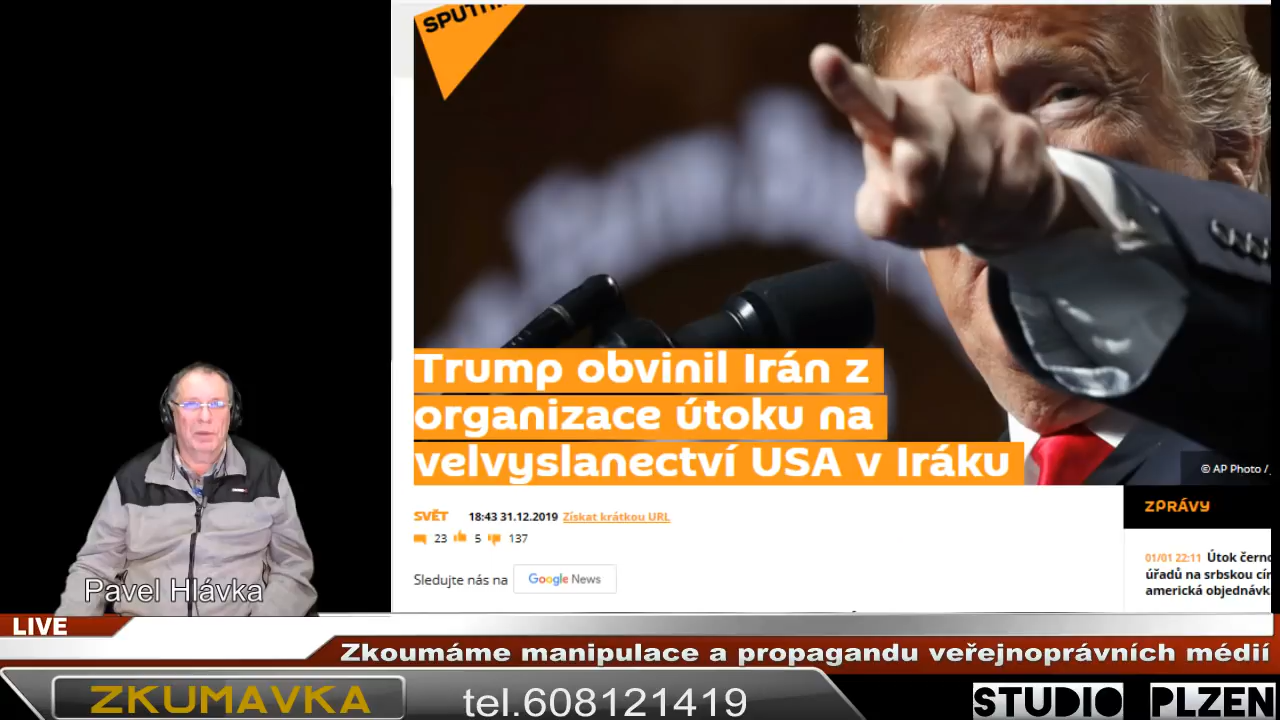 SPUTNI
Trump obvinil Irán z
organizace útoku na
velvyslanectví USA v Iráku
© AP Photo /
SVĚT 18:43 31.12.2019 Získat krátkou URL
23 5 137
Sledujte nás na Google News
ZPRÁVY
01/01 22:11 Útok černo
úřadů na srbskou cír
americká objednávk
Pavel Hlávka
LIVE
Zkoumáme manipulace a propagandu veřejnoprávních médií
ZKUMAVKA
tel.608121419
STUDIO PLZEN